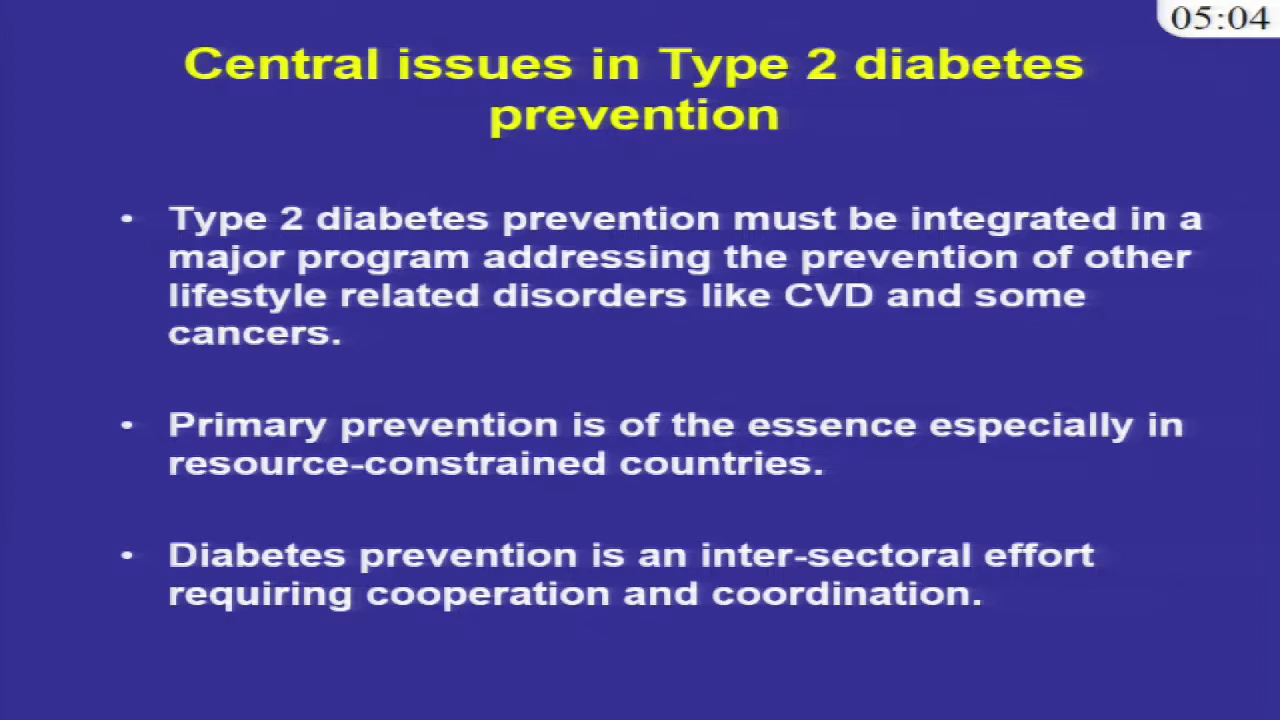 05:04
Central issues in Type 2 diabetes
prevention
• Type 2 diabetes prevention must be integrated in a
major program addressing the prevention of other
lifestyle related disorders like CVD and some
cancers.
• Primary prevention is of the essence especially in
resource-constrained countries.
• Diabetes prevention is an inter-sectoral effort
requiring cooperation and coordination.